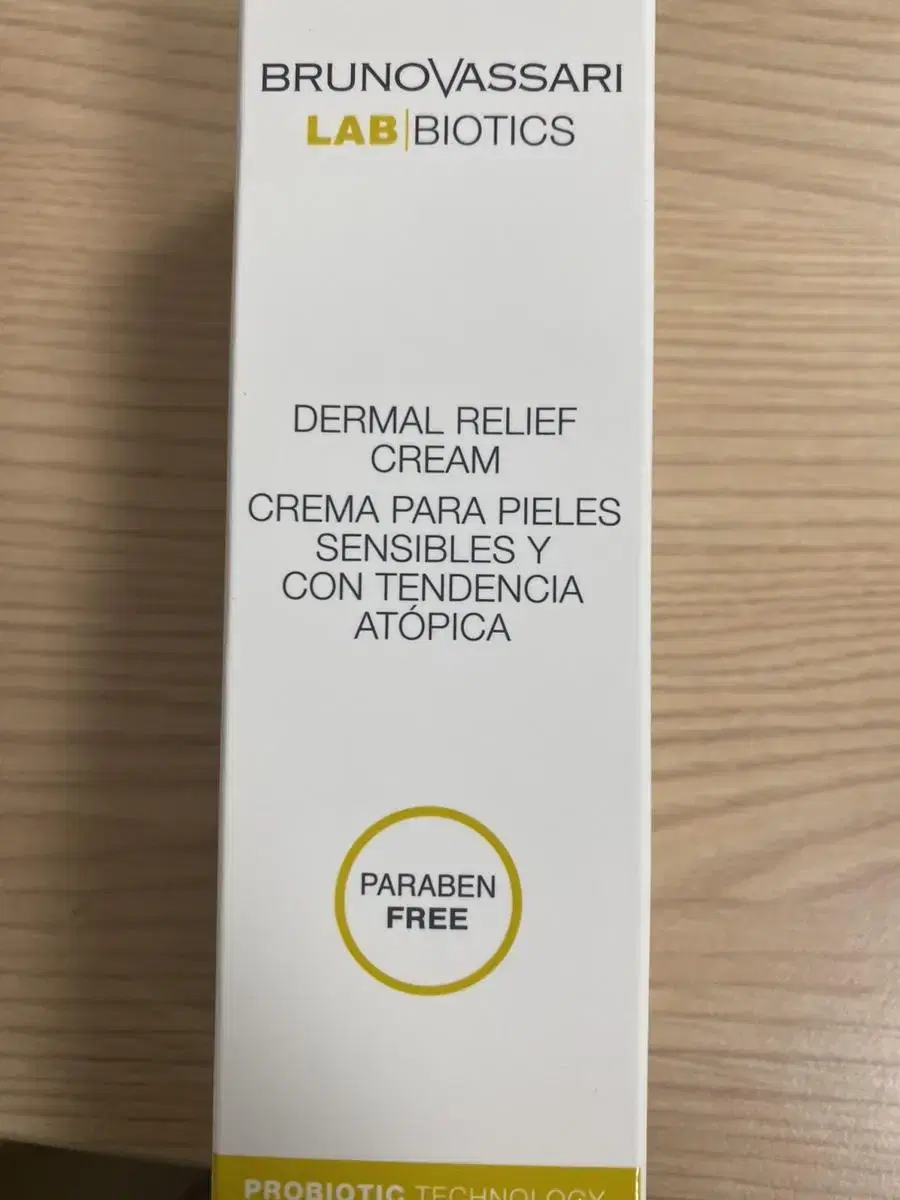 BRUNOVASSARI
LAB|BIOTICS
DERMAL RELIEF
CREAM
CREMA PARA PIELES
SENSIBLES Y
CON TENDENCIA
ATÓPICA
PARABEN
FREE
PROBIOTIC TECHNOLOGY